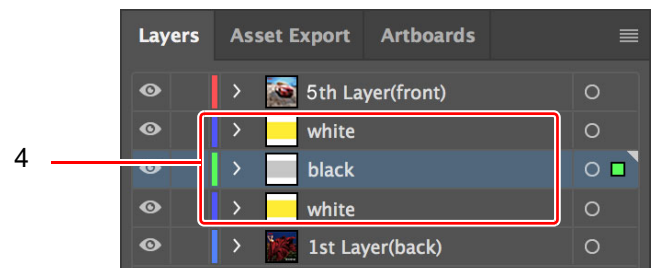 Layers Asset Export Artboards
5th Layer(front)
white
4 black
white
1st Layer(back)